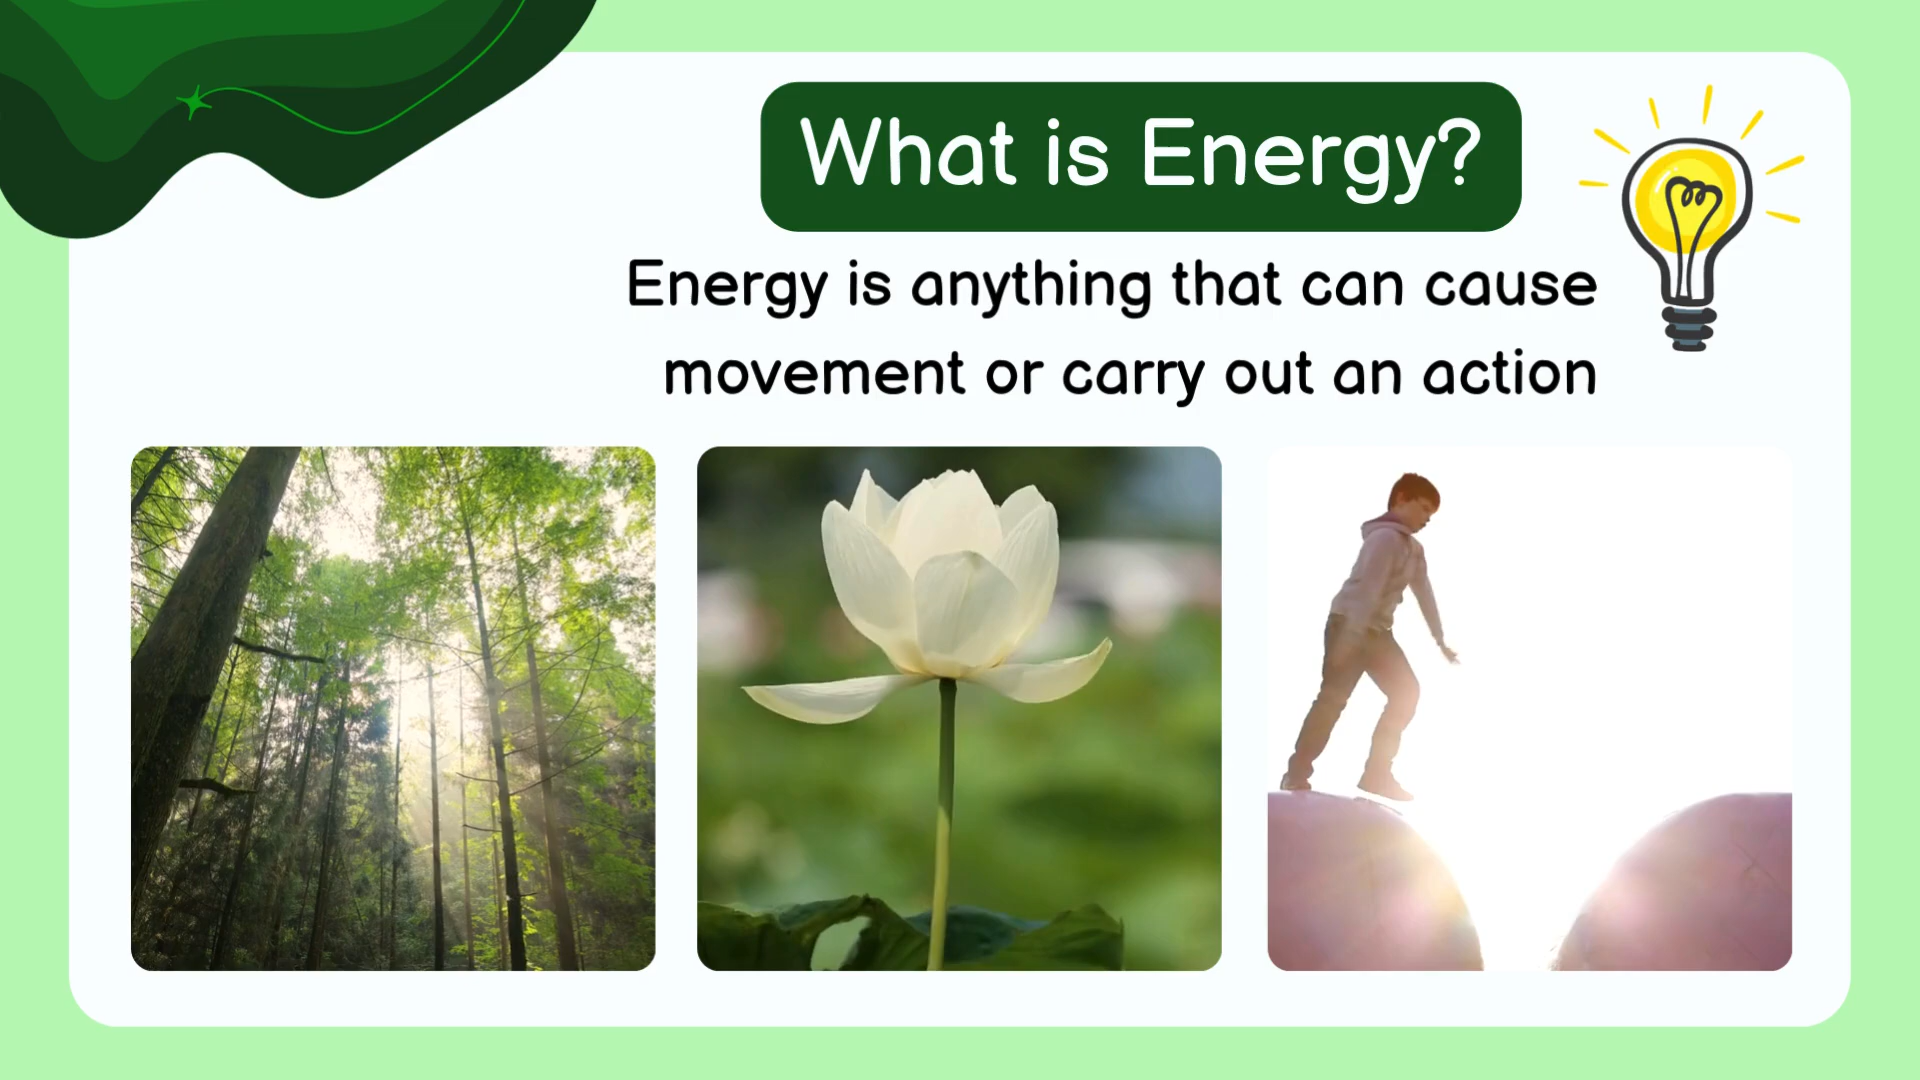 What is Energy?
Energy is anything that can cause
movement or carry out an action